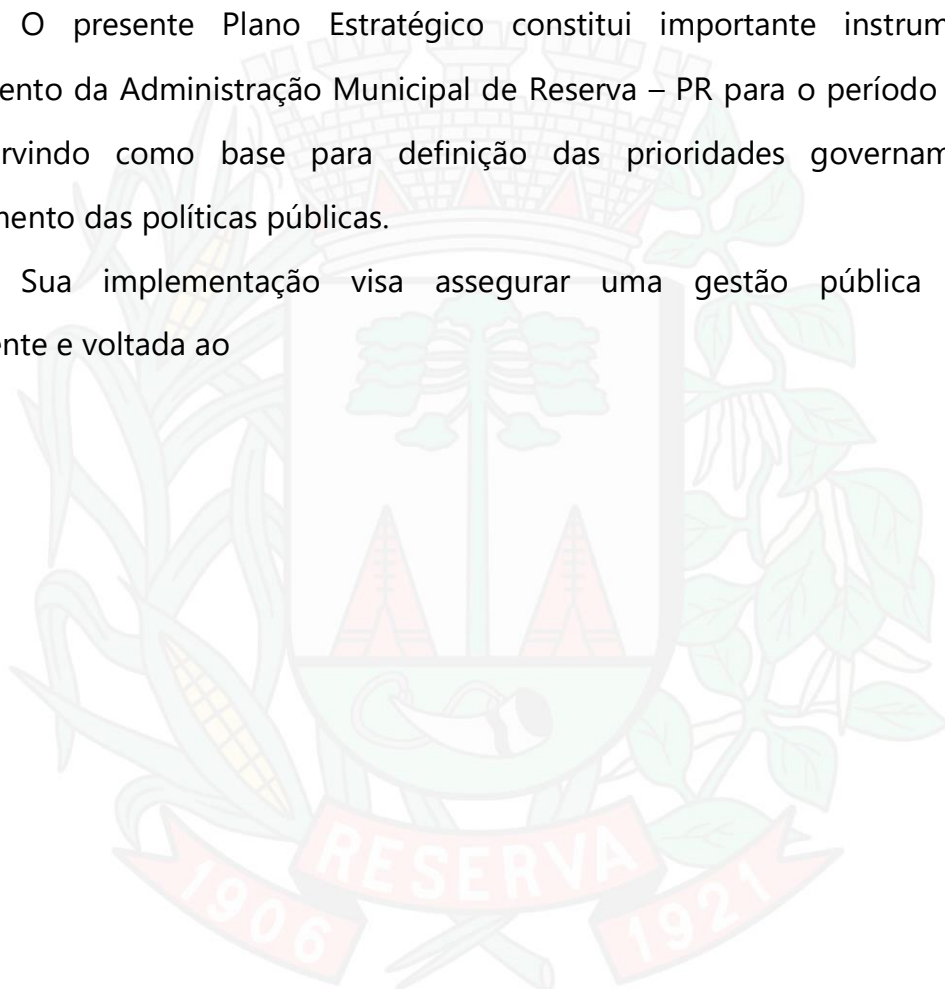 O presente Plano Estratégico constitui importante instrum
ento da Administração Municipal de Reserva – PR para o período
rvindo como base para definição das prioridades governam
mento das políticas públicas.
Sua implementação visa assegurar uma gestão pública
nte e voltada ao
RESERVA
1906 1921